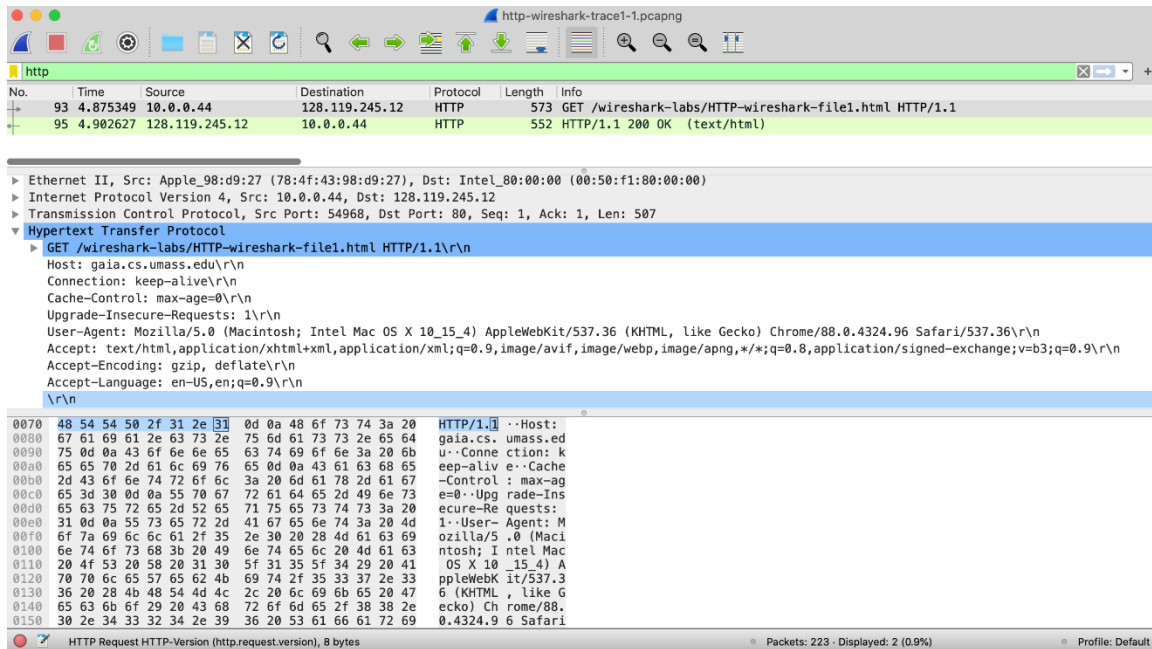 http-wireshark-trace1-1.pcapng
http
No. Time Source Destination Protocol Length Info
93 4.875349 10.0.0.44 128.119.245.12 HTTP 573 GET /wireshark-labs/HTTP-wireshark-file1.html HTTP/1.1
95 4.902627 128.119.245.12 10.0.0.44 HTTP 552 HTTP/1.1 200 OK (text/html)
Ethernet II, Src: Apple_98:d9:27 (78:4f:43:98:d9:27), Dst: Intel_80:00:00 (00:50:f1:80:00:00)
Internet Protocol Version 4, Src: 10.0.0.44, Dst: 128.119.245.12
Transmission Control Protocol, Src Port: 54968, Dst Port: 80, Seq: 1, Ack: 1, Len: 507
Hypertext Transfer Protocol
GET /wireshark-labs/HTTP-wireshark-file1.html HTTP/1.1\r\n
Host: gaia.cs.umass.edu\r\n
Connection: keep-alive\r\n
Cache-Control: max-age=0\r\n
Upgrade-Insecure-Requests: 1\r\n
User-Agent: Mozilla/5.0 (Macintosh; Intel Mac OS X 10_15_4) AppleWebKit/537.36 (KHTML, like Gecko) Chrome/88.0.4324.96 Safari/537.36\r\n
Accept: text/html,application/xhtml+xml,application/xml;q=0.9,image/avif,image/webp,image/apng,*/*;q=0.8,application/signed-exchange;v=b3;q=0.9\r\n
Accept-Encoding: gzip, deflate\r\n
Accept-Language: en-US,en;q=0.9\r\n
\r\n
0070 48 54 54 50 2f 31 2e 31 0d 0a 48 6f 73 74 3a 20 HTTP/1.1 ··Host:
0080 67 61 69 61 2e 63 73 2e 75 6d 61 73 73 2e 65 64 gaia.cs. umass.ed
0090 75 0d 0a 43 6f 6e 6e 65 63 74 69 6f 6e 3a 20 6b u··Conne ction: k
00a0 65 65 70 2d 61 6c 69 76 65 0d 0a 43 61 63 68 65 eep-aliv e··Cache
00b0 2d 43 6f 6e 74 72 6f 6c 3a 20 6d 61 78 2d 61 67 -Control : max-ag
00c0 65 3d 30 0d 0a 55 70 67 72 61 64 65 2d 49 6e 73 e=0··Upg rade-Ins
00d0 65 63 75 72 65 2d 52 65 71 75 65 73 74 73 3a 20 ecure-Re quests:
00e0 31 0d 0a 55 73 65 72 2d 41 67 65 6e 74 3a 20 4d 1··User- Agent: M
00f0 6f 7a 69 6c 6c 61 2f 35 2e 30 20 28 4d 61 63 69 ozilla/5 .0 (Maci
0100 6e 74 6f 73 68 3b 20 49 6e 74 65 6c 20 4d 61 63 ntosh; I ntel Mac
0110 20 4f 53 20 58 20 31 30 5f 31 35 5f 34 29 20 41 OS X 10 _15_4) A
0120 70 70 6c 65 57 65 62 4b 69 74 2f 35 33 37 2e 33 ppleWebK it/537.3
0130 36 20 28 4b 48 54 4d 4c 2c 20 6c 69 6b 65 20 47 6 (KHTML , like G
0140 65 63 6b 6f 29 20 43 68 72 6f 6d 65 2f 38 38 2e ecko) Ch rome/88.
0150 30 2e 34 33 32 34 2e 39 36 20 53 61 66 61 72 69 0.4324.9 6 Safari
HTTP Request HTTP-Version (http.request.version), 8 bytes Packets: 223 · Displayed: 2 (0.9%) Profile: Default